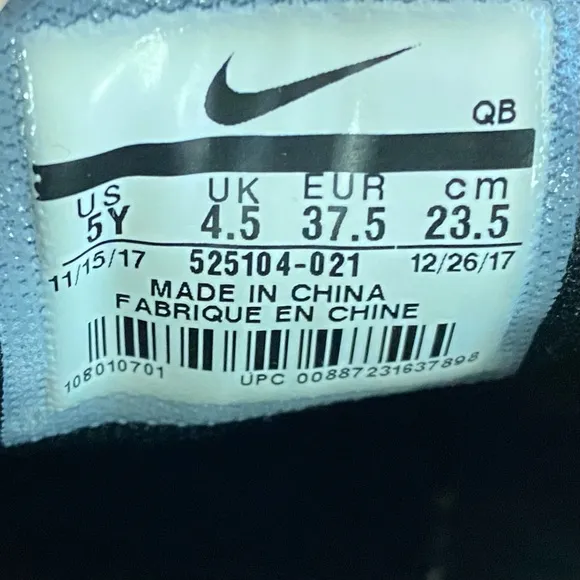 QB
US UK EUR cm
5Y 4.5 37.5 23.5
11/15/17 525104-021 12/26/17
MADE IN CHINA
FABRIQUE EN CHINE
108010701 UPC 00887231637898